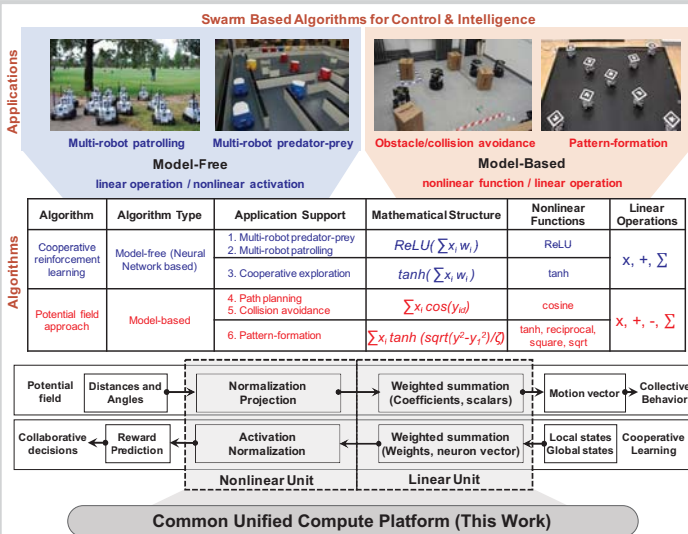 Swarm Based Algorithms for Control & Intelligence
Applications
Multi-robot patrolling
Multi-robot predator-prey
Obstacle/collision avoidance
Pattern-formation
Model-Free
Model-Based
linear operation / nonlinear activation
nonlinear function / linear operation
Algorithms
Algorithm
Algorithm Type
Application Support
Mathematical Structure
Nonlinear
Functions
Linear
Operations
Cooperative
reinforcement
learning
Model-free (Neural
Network based)
1. Multi-robot predator-prey
2. Multi-robot patrolling
ReLU(∑xᵢ wᵢ)
ReLU
x, +, ∑
3. Cooperative exploration
tanh(∑xᵢ wᵢ)
tanh
Potential field
approach
Model-based
4. Path planning
5. Collision avoidance
∑xᵢ cos(y_id)
cosine
x, +, -, ∑
6. Pattern-formation
∑xᵢ tanh (sqrt(y²-y₁²)/ζ)
tanh, reciprocal,
square, sqrt
Potential
field
Distances and
Angles
Normalization
Projection
Weighted summation
(Coefficients, scalars)
Motion vector
Collective
Behavior
Collaborative
decisions
Reward
Prediction
Activation
Normalization
Weighted summation
(Weights, neuron vector)
Local states
Global states
Cooperative
Learning
Nonlinear Unit
Linear Unit
Common Unified Compute Platform (This Work)